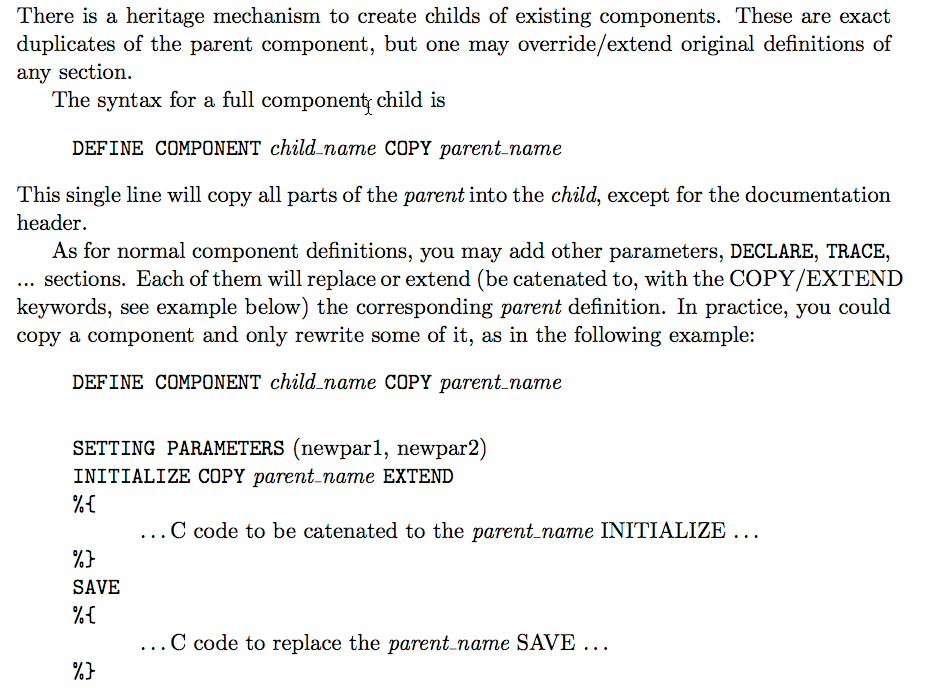 There is a heritage mechanism to create childs of existing components. These are exact
duplicates of the parent component, but one may override/extend original definitions of
any section.
The syntax for a full component child is
DEFINE COMPONENT child_name COPY parent_name
This single line will copy all parts of the parent into the child, except for the documentation
header.
As for normal component definitions, you may add other parameters, DECLARE, TRACE,
... sections. Each of them will replace or extend (be catenated to, with the COPY/EXTEND
keywords, see example below) the corresponding parent definition. In practice, you could
copy a component and only rewrite some of it, as in the following example:
DEFINE COMPONENT child_name COPY parent_name
SETTING PARAMETERS (newpar1, newpar2)
INITIALIZE COPY parent_name EXTEND
%{
... C code to be catenated to the parent_name INITIALIZE ...
%}
SAVE
%{
... C code to replace the parent_name SAVE ...
%}